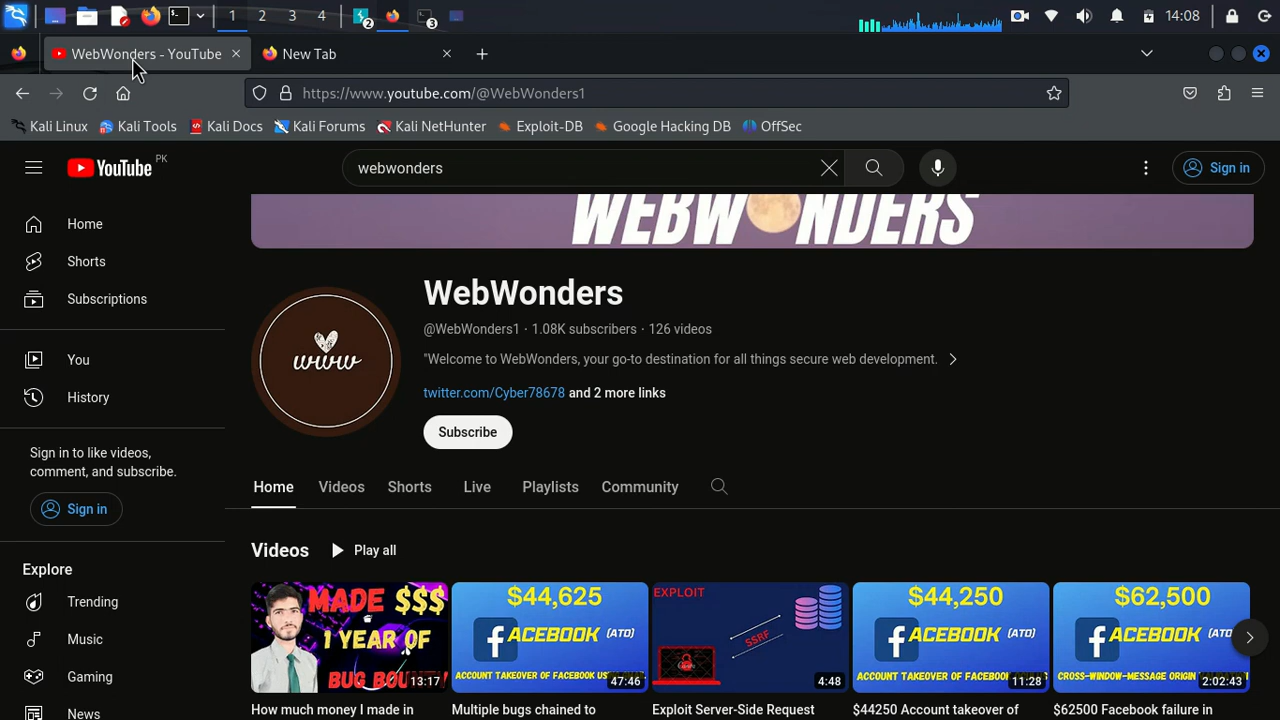 1 2 3 4 2 3 14:08
WebWonders - YouTube New Tab
https://www.youtube.com/@WebWonders1
Kali Linux Kali Tools Kali Docs Kali Forums Kali NetHunter Exploit-DB Google Hacking DB OffSec
YouTube PK webwonders Sign in
WEBW NDERS
Home
Shorts
Subscriptions
You
History
Sign in to like videos,
comment, and subscribe.
Sign in
Explore
Trending
Music
Gaming
News
www
WebWonders
@WebWonders1 · 1.08K subscribers · 126 videos
"Welcome to WebWonders, your go-to destination for all things secure web development.
twitter.com/Cyber78678 and 2 more links
Subscribe
Home Videos Shorts Live Playlists Community
Videos Play all
MADE $$$
1 YEAR OF
BUG BOU
13:17
How much money I made in
$44,625
fACEBOOK (ATO)
ACCOUNT TAKEOVER OF FACEBOOK US
47:46
Multiple bugs chained to
EXPLOIT
SSRF
4:48
Exploit Server-Side Request
$44,250
fACEBOOK (ATO)
ACCOUNT TAKEOVER OF FACEBOOK
11:28
$44250 Account takeover of
$62,500
fACEBOOK (ATO
CROSS-WINDOW-MESSAGE ORIGIN
2:02:43
$62500 Facebook failure in